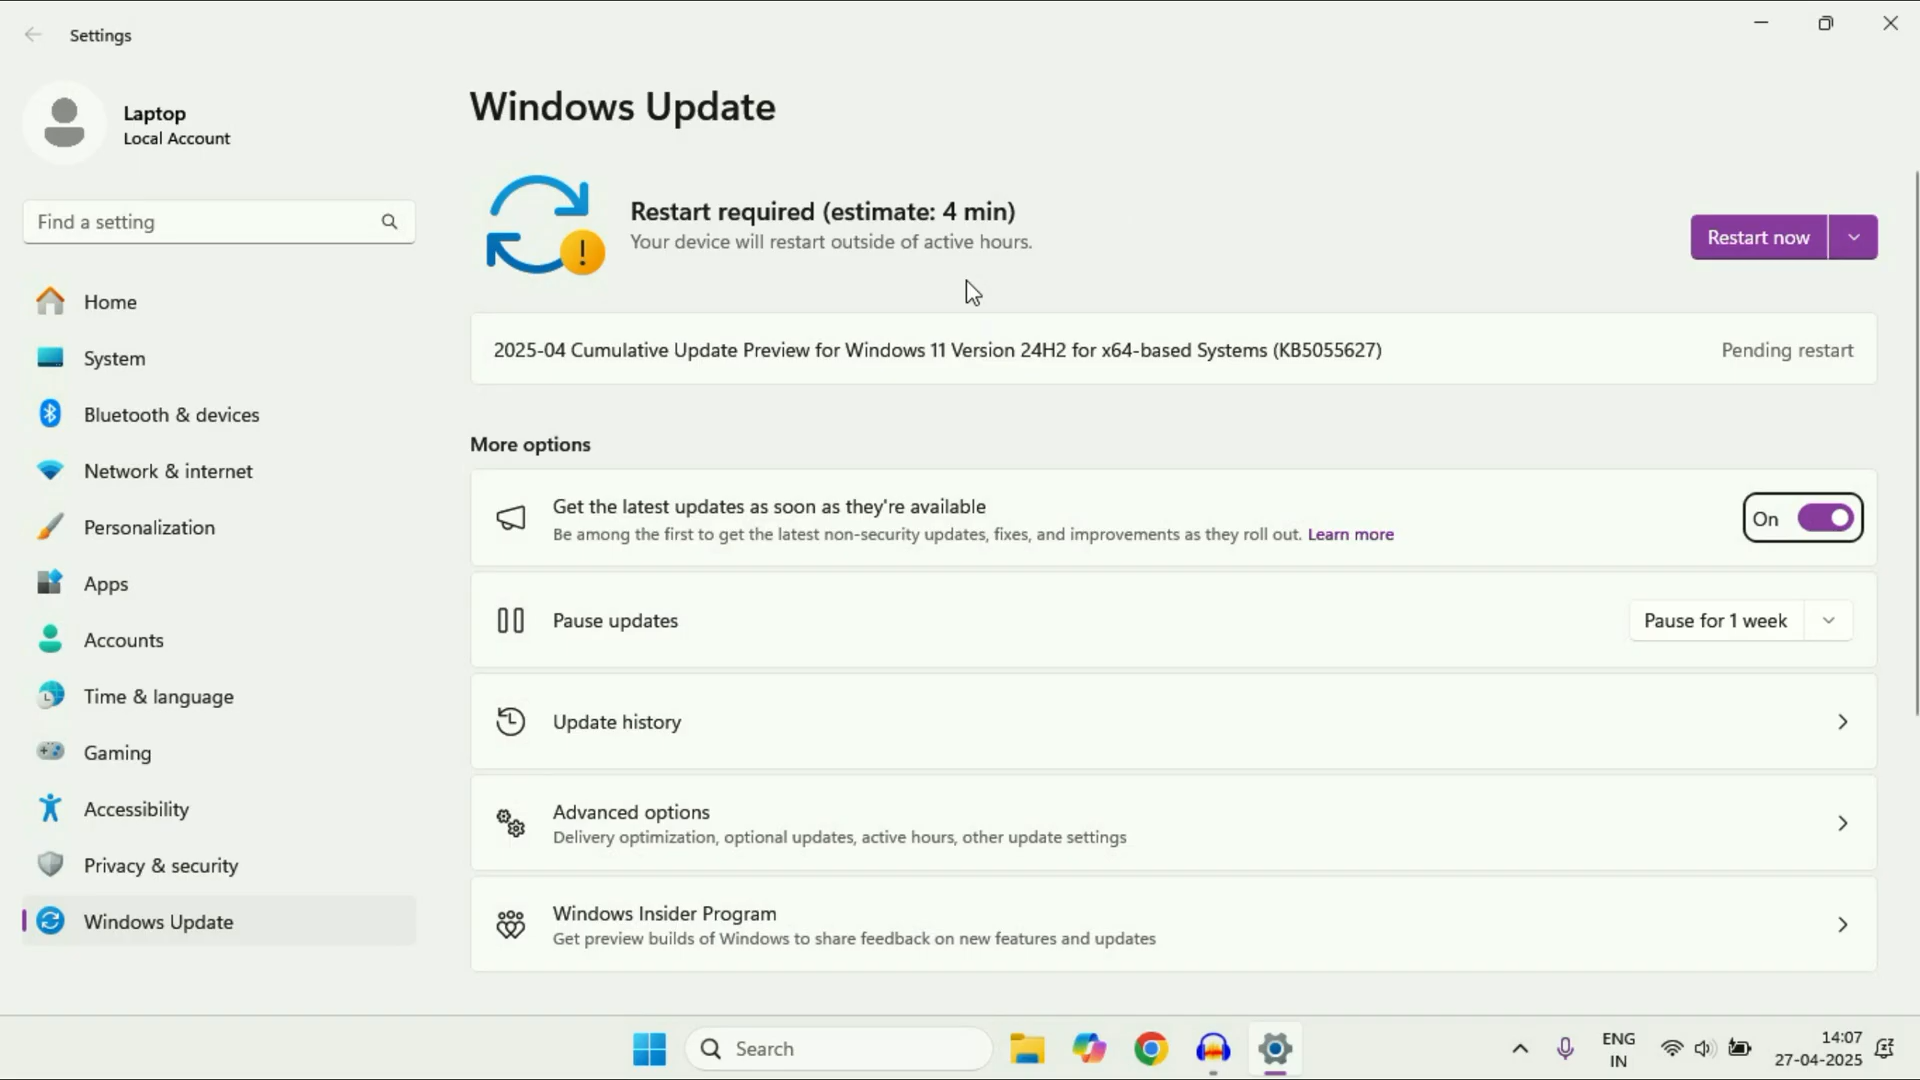 Settings
Laptop
Local Account
Find a setting
Home
System
Bluetooth & devices
Network & internet
Personalization
Apps
Accounts
Time & language
Gaming
Accessibility
Privacy & security
Windows Update
Windows Update
Restart required (estimate: 4 min)
Your device will restart outside of active hours.
Restart now
2025-04 Cumulative Update Preview for Windows 11 Version 24H2 for x64-based Systems (KB5055627)
Pending restart
More options
Get the latest updates as soon as they're available
Be among the first to get the latest non-security updates, fixes, and improvements as they roll out. Learn more
On
Pause updates
Pause for 1 week
Update history
Advanced options
Delivery optimization, optional updates, active hours, other update settings
Windows Insider Program
Get preview builds of Windows to share feedback on new features and updates
Search
ENG
IN
14:07
27-04-2025